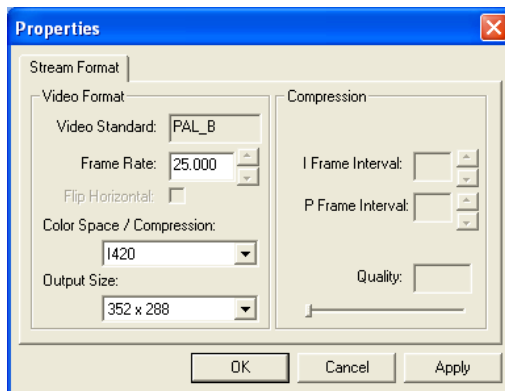 Properties
Stream Format
Video Format
Video Standard: PAL_B
Frame Rate: 25.000
Flip Horizontal:
Color Space / Compression:
I420
Output Size:
352 x 288
Compression
I Frame Interval:
P Frame Interval:
Quality:
OK Cancel Apply